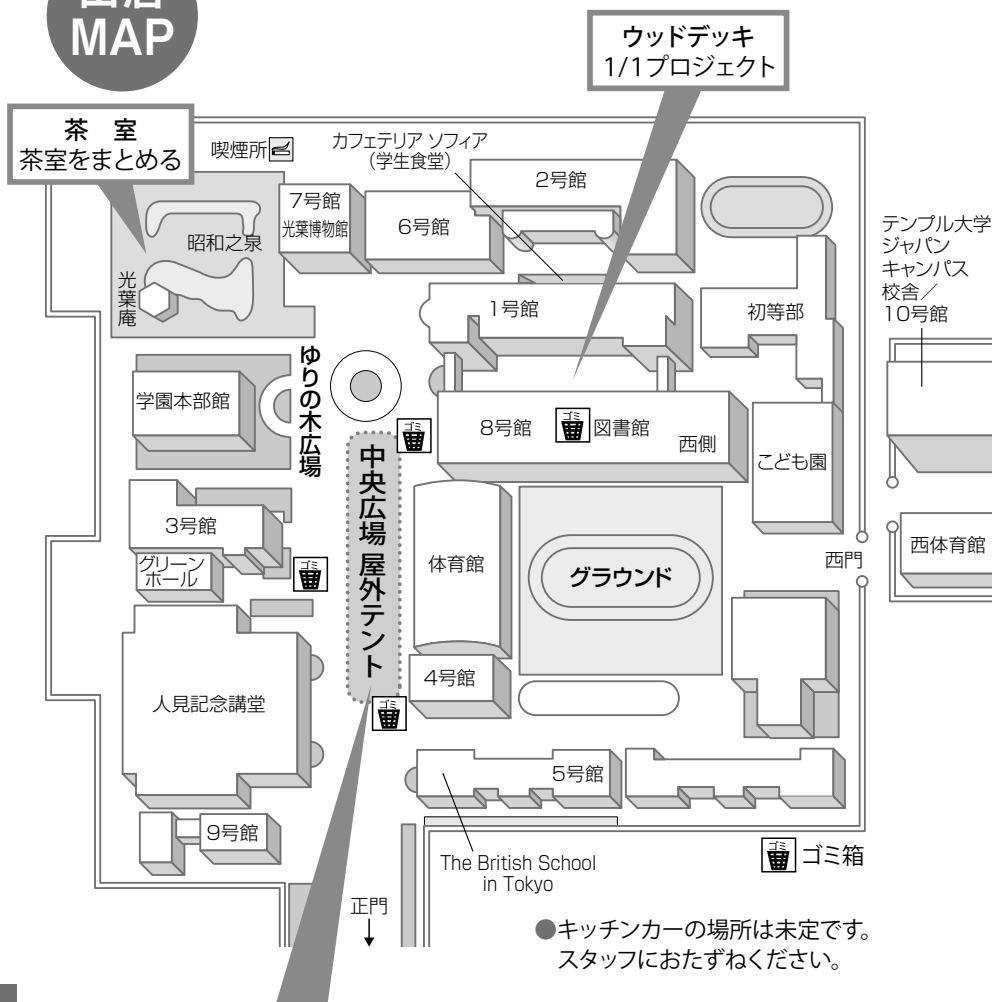 MAP
ウッドデッキ
1/1プロジェクト
茶 室
茶室をまとめる
喫煙所
カフェテリア ソフィア
(学生食堂)
2号館
7号館
光葉博物館
6号館
昭和之泉
光葉庵
1号館
初等部
テンプル大学
ジャパン
キャンパス
校舎/
10号館
ゆりの木広場
学園本部館
ゴミ
8号館
ゴミ
図書館
西側
こども園
中央広場 屋外テント
3号館
グリーン
ホール
ゴミ
体育館
グラウンド
西門
西体育館
人見記念講堂
4号館
ゴミ
5号館
9号館
The British School
in Tokyo
ゴミ
ゴミ箱
正門
●キッチンカーの場所は未定です。
スタッフにおたずねください。